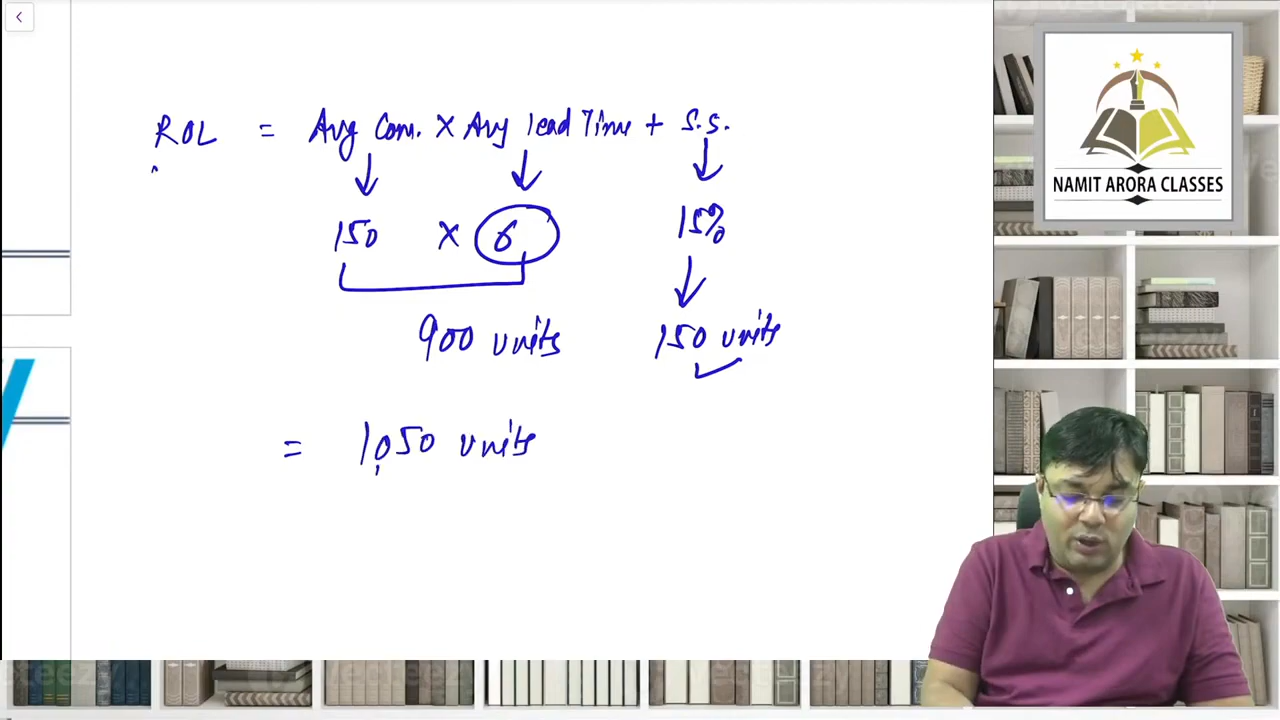 ROL = Avg Con. X Avg lead Time + S.S.
150 X 6 15%
900 units 150 units
= 1,050 units
NAMIT ARORA CLASSES